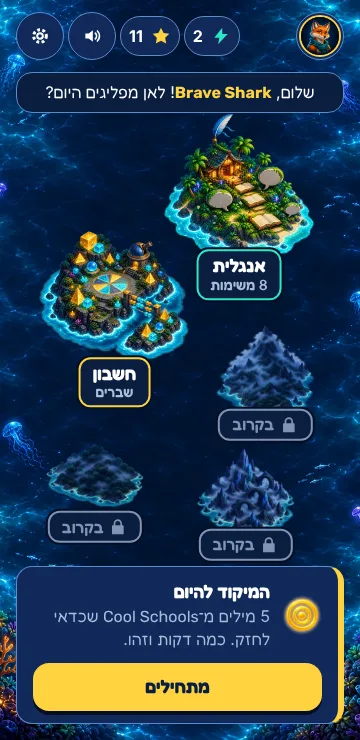 11
2
שלום, Brave Shark! לאן מפליגים היום?
אנגלית
8 משימות
חשבון
שברים
בקרוב
בקרוב
בקרוב
המיקוד להיום
5 מילים מ־Cool Schools שכדאי
לחזק. כמה דקות וזהו.
מתחילים